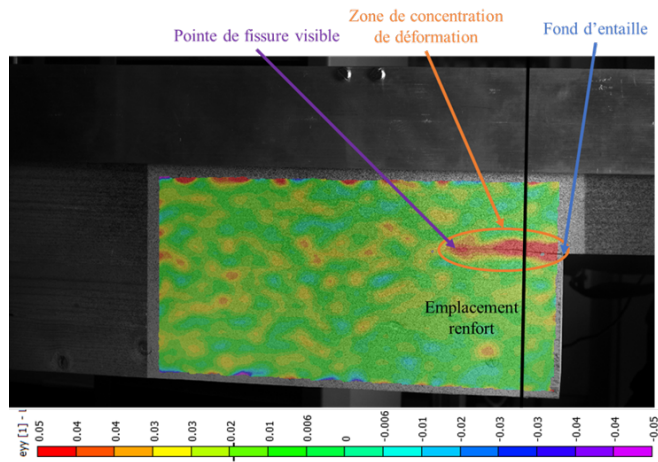 Zone de concentration
de déformation
Pointe de fissure visible
Fond d'entaille
Emplacement
renfort
eyy [1] - l
0.05
0.04
0.04
0.03
0.03
0.02
0.01
0.006
0
-0.006
-0.01
-0.02
-0.03
-0.03
-0.04
-0.04
-0.05